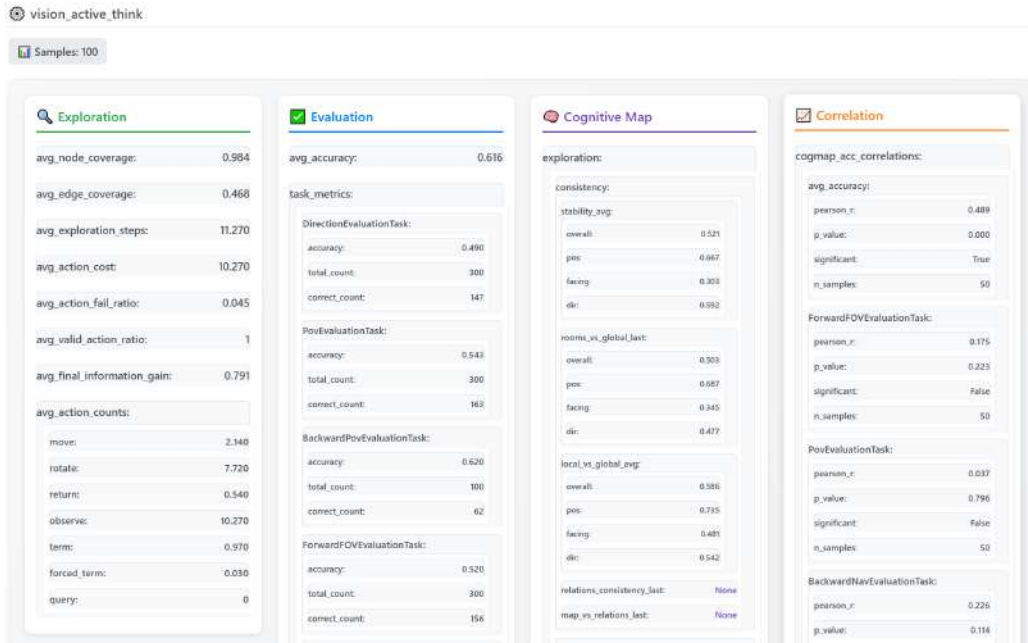 vision_active_think
Samples: 100
Exploration
avg_node_coverage: 0.984
avg_edge_coverage: 0.468
avg_exploration_steps: 11.270
avg_action_cost: 10.270
avg_action_fail_ratio: 0.045
avg_valid_action_ratio: 1
avg_final_information_gain: 0.791
avg_action_counts:
move: 2.140
rotate: 7.720
return: 0.540
observe: 10.270
term: 0.970
forced_term: 0.030
query: 0
Evaluation
avg_accuracy: 0.616
task_metrics:
DirectionEvaluationTask:
accuracy: 0.490
total_count: 300
correct_count: 147
PovEvaluationTask:
accuracy: 0.543
total_count: 300
correct_count: 163
BackwardPovEvaluationTask:
accuracy: 0.620
total_count: 100
correct_count: 62
ForwardFOVEvaluationTask:
accuracy: 0.520
total_count: 300
correct_count: 156
Cognitive Map
exploration:
consistency:
stability_avg:
overall: 0.521
pos: 0.667
facing: 0.303
dir: 0.592
rooms_vs_global_last:
overall: 0.503
pos: 0.687
facing: 0.345
dir: 0.477
local_vs_global_avg:
overall: 0.586
pos: 0.735
facing: 0.481
dir: 0.542
relations_consistency_last: None
map_vs_relations_last: None
Correlation
cogmap_acc_correlations:
avg_accuracy:
pearson_r: 0.489
p_value: 0.000
significant: True
n_samples: 50
ForwardFOVEvaluationTask:
pearson_r: 0.175
p_value: 0.223
significant: False
n_samples: 50
PovEvaluationTask:
pearson_r: 0.037
p_value: 0.796
significant: False
n_samples: 50
BackwardNavEvaluationTask:
pearson_r: 0.226
p_value: 0.114